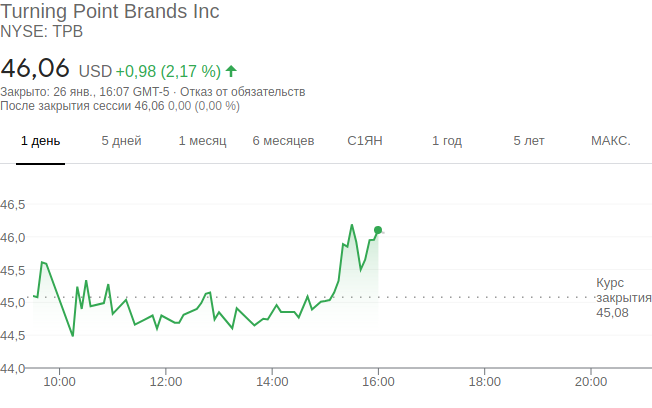 Turning Point Brands Inc
NYSE: TPB
46,06 USD +0,98 (2,17 %)
Закрыто: 26 янв., 16:07 GMT-5 · Отказ от обязательств
После закрытия сессии 46,06 0,00 (0,00 %)
1 день 5 дней 1 месяц 6 месяцев С1ЯН 1 год 5 лет МАКС.
46,5
46,0
45,5
Курс
закрытия
45,08
45,0
44,5
44,0
10:00 12:00 14:00 16:00 18:00 20:00